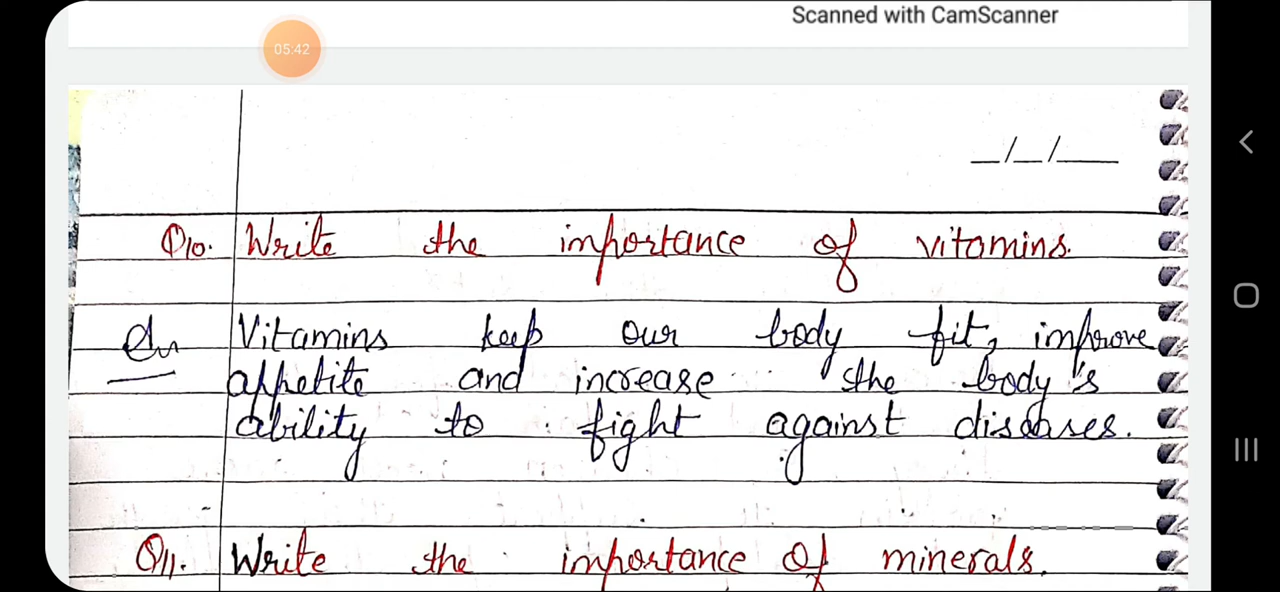 Scanned with CamScanner
05:42
_/_/__
Q10. Write the importance of vitamins.
Vitamins keep our body fit, improve
appetite and increase the body's
ability to fight against diseases.
Q11. Write the importance of minerals.